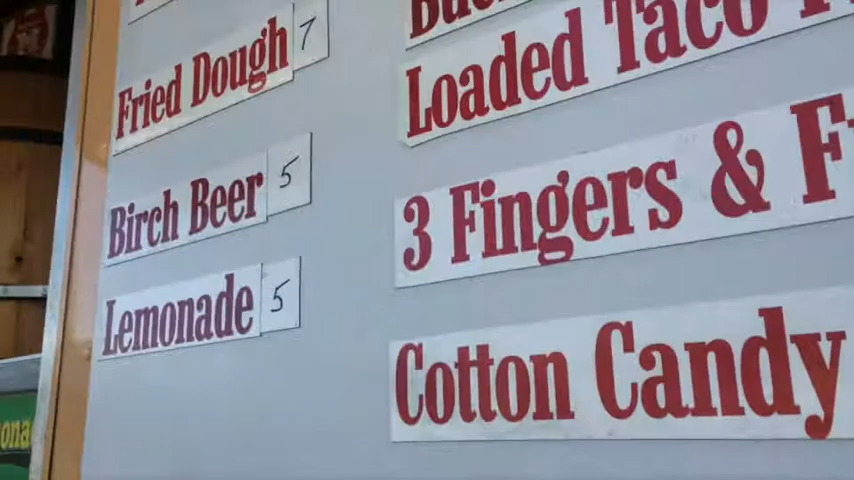 Fried Dough 7
Birch Beer 5
Lemonade 5
Loaded Taco
3 Fingers & F
Cotton Candy